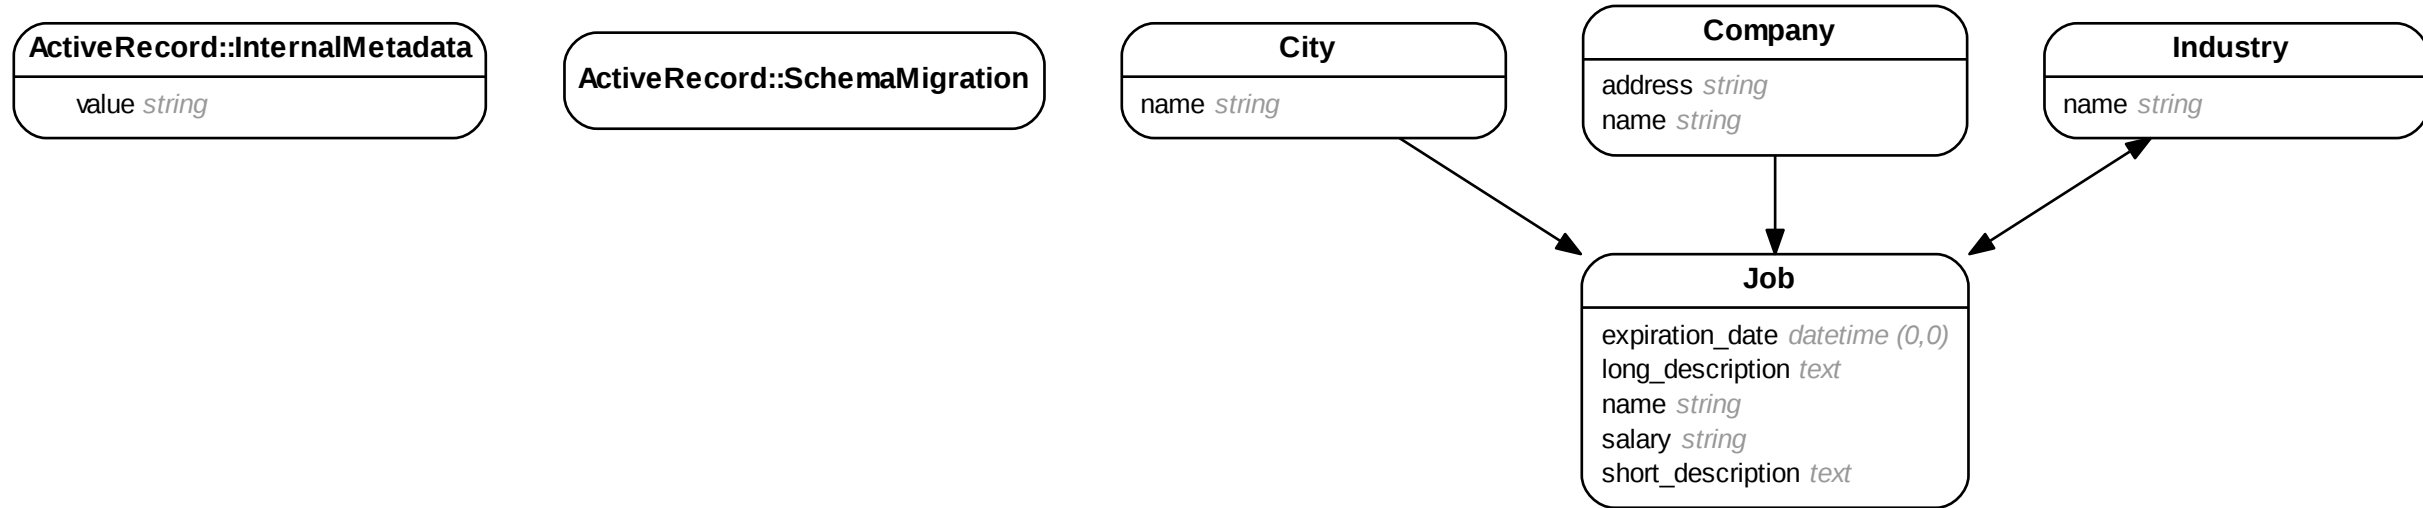 ActiveRecord::InternalMetadata
value string
ActiveRecord::SchemaMigration
City
name string
Company
address string
name string
Industry
name string
Job
expiration_date datetime (0,0)
long_description text
name string
salary string
short_description text